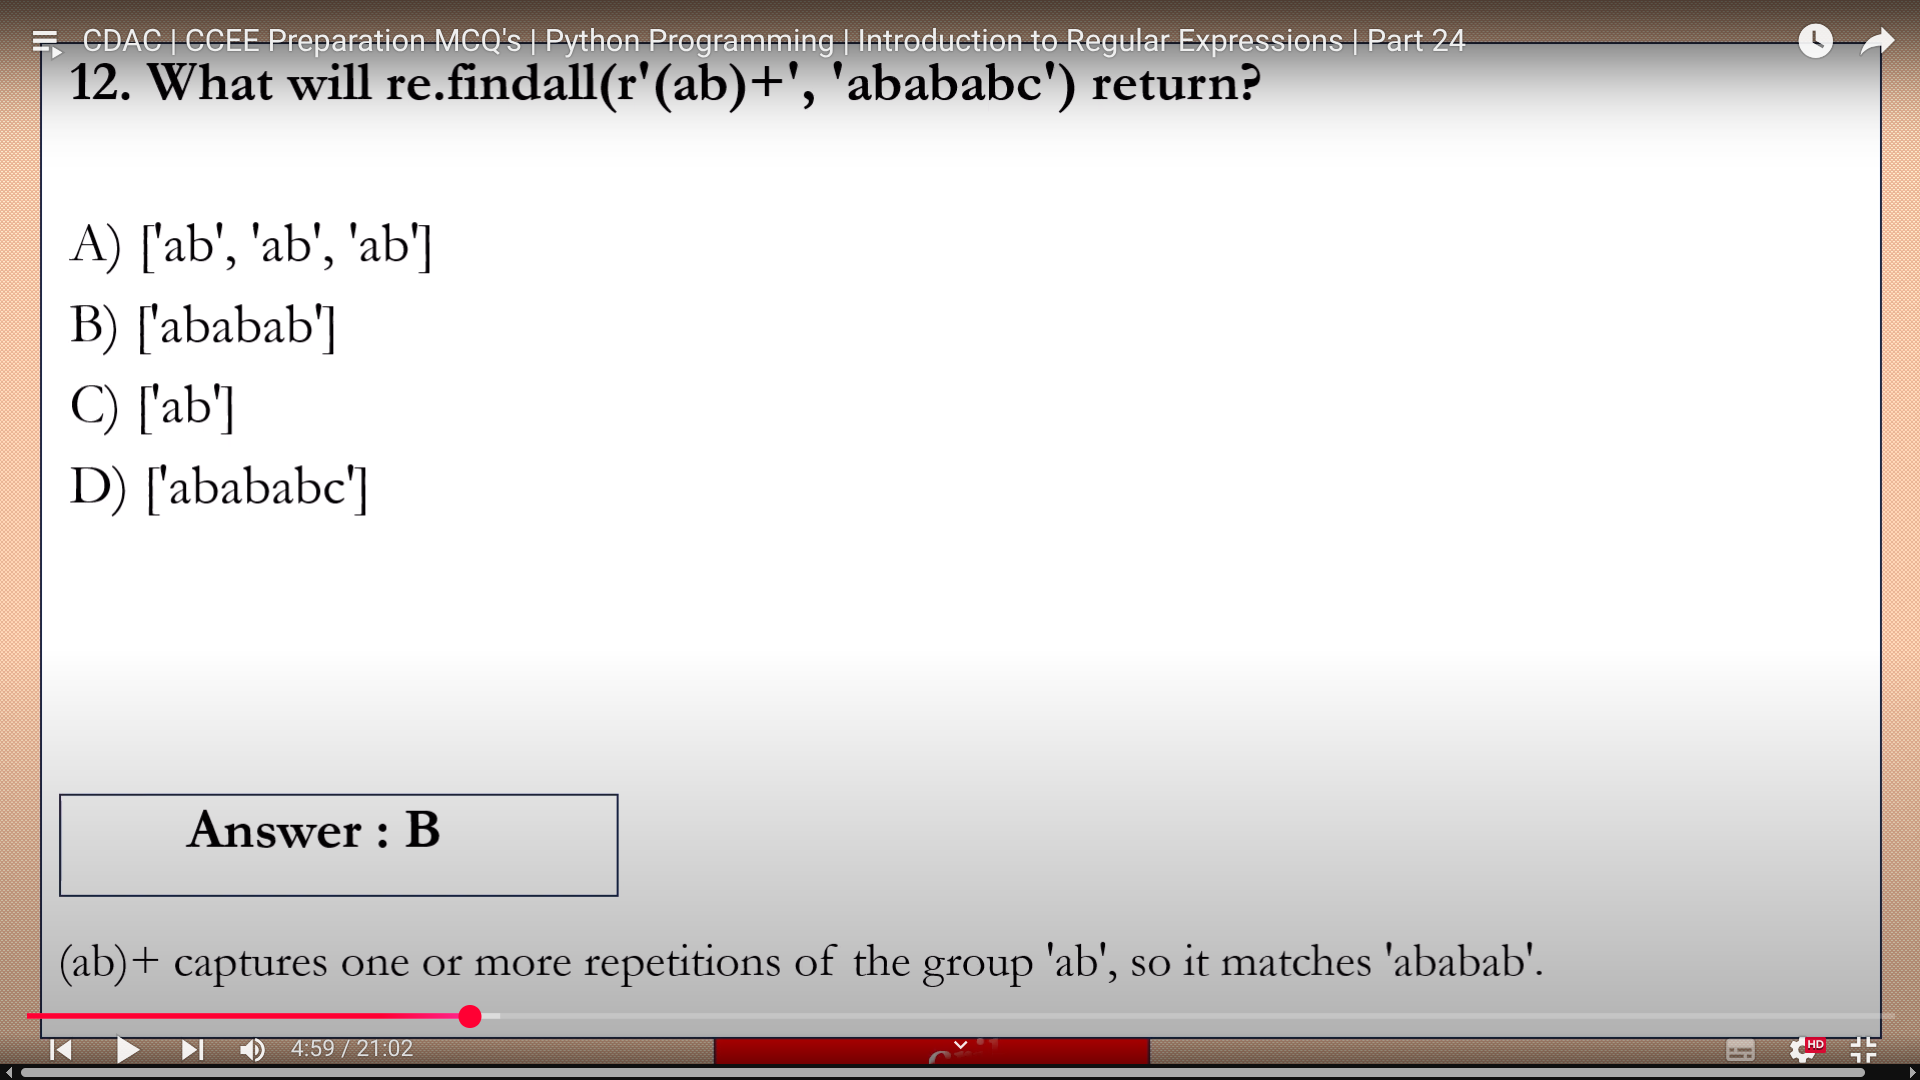 CDAC | CCEE Preparation MCQ's | Python Programming | Introduction to Regular Expressions | Part 24
12. What will re.findall(r'(ab)+', 'abababc') return?
A) ['ab', 'ab', 'ab']
B) ['ababab']
C) ['ab']
D) ['abababc']
Answer : B
(ab)+ captures one or more repetitions of the group 'ab', so it matches 'ababab'.
4:59 / 21:02
HD